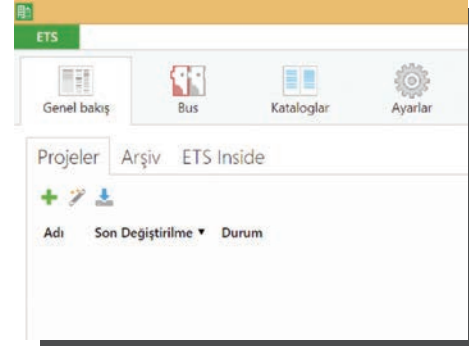 ETS
Genel bakış Bus Kataloglar Ayarlar
Projeler Arşiv ETS Inside
Adı Son Değiştirilme Durum